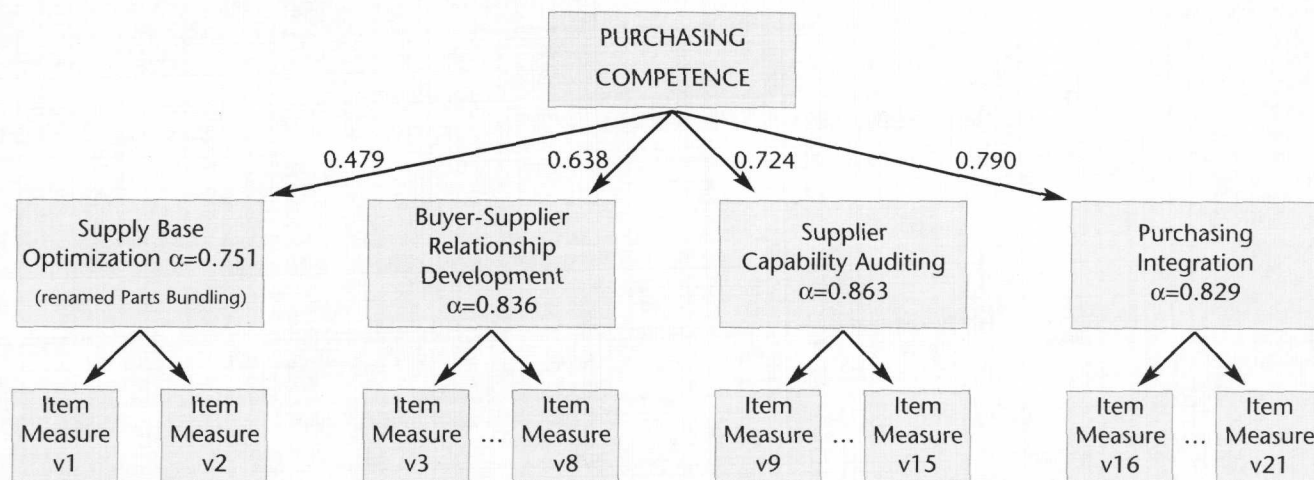 PURCHASING
COMPETENCE
0.479
0.638
0.724
0.790
Supply Base
Optimization α=0.751
(renamed Parts Bundling)
Buyer-Supplier
Relationship
Development
α=0.836
Supplier
Capability Auditing
α=0.863
Purchasing
Integration
α=0.829
Item
Measure
v1
Item
Measure
v2
Item
Measure
v3
...
Item
Measure
v8
Item
Measure
v9
...
Item
Measure
v15
Item
Measure
v16
...
Item
Measure
v21